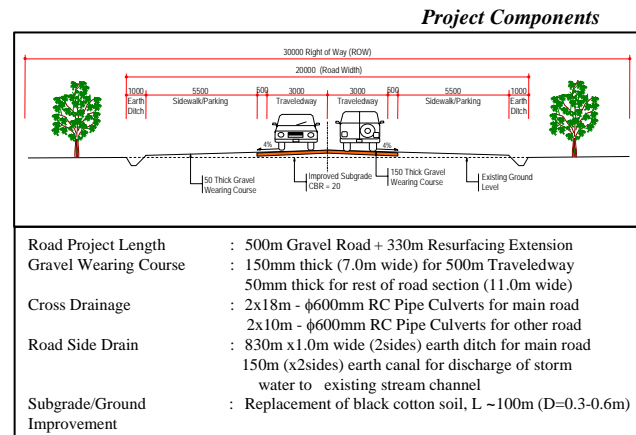 Project Components
30000 Right of Way (ROW)
20000 (Road Width)
1000 5500 500 3000 3000 500 5500 1000
Earth Ditch Sidewalk/Parking Traveledway Traveledway Sidewalk/Parking Earth Ditch
4% 4%
50 Thick Gravel Wearing Course
Improved Subgrade CBR = 20
150 Thick Gravel Wearing Course
Existing Ground Level
Road Project Length : 500m Gravel Road + 330m Resurfacing Extension
Gravel Wearing Course : 150mm thick (7.0m wide) for 500m Traveledway
50mm thick for rest of road section (11.0m wide)
Cross Drainage : 2x18m - ϕ600mm RC Pipe Culverts for main road
2x10m - ϕ600mm RC Pipe Culverts for other road
Road Side Drain : 830m x1.0m wide (2sides) earth ditch for main road
150m (x2sides) earth canal for discharge of storm
water to existing stream channel
Subgrade/Ground : Replacement of black cotton soil, L ~100m (D=0.3-0.6m)
Improvement